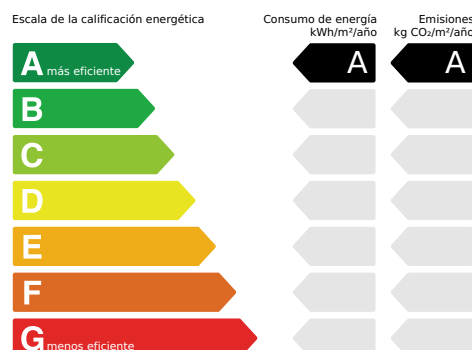 Escala de la calificación energética
Consumo de energía
kWh/m²/año
Emisiones
kg CO₂/m²/año
A más eficiente
A
A
B
C
D
E
F
G menos eficiente